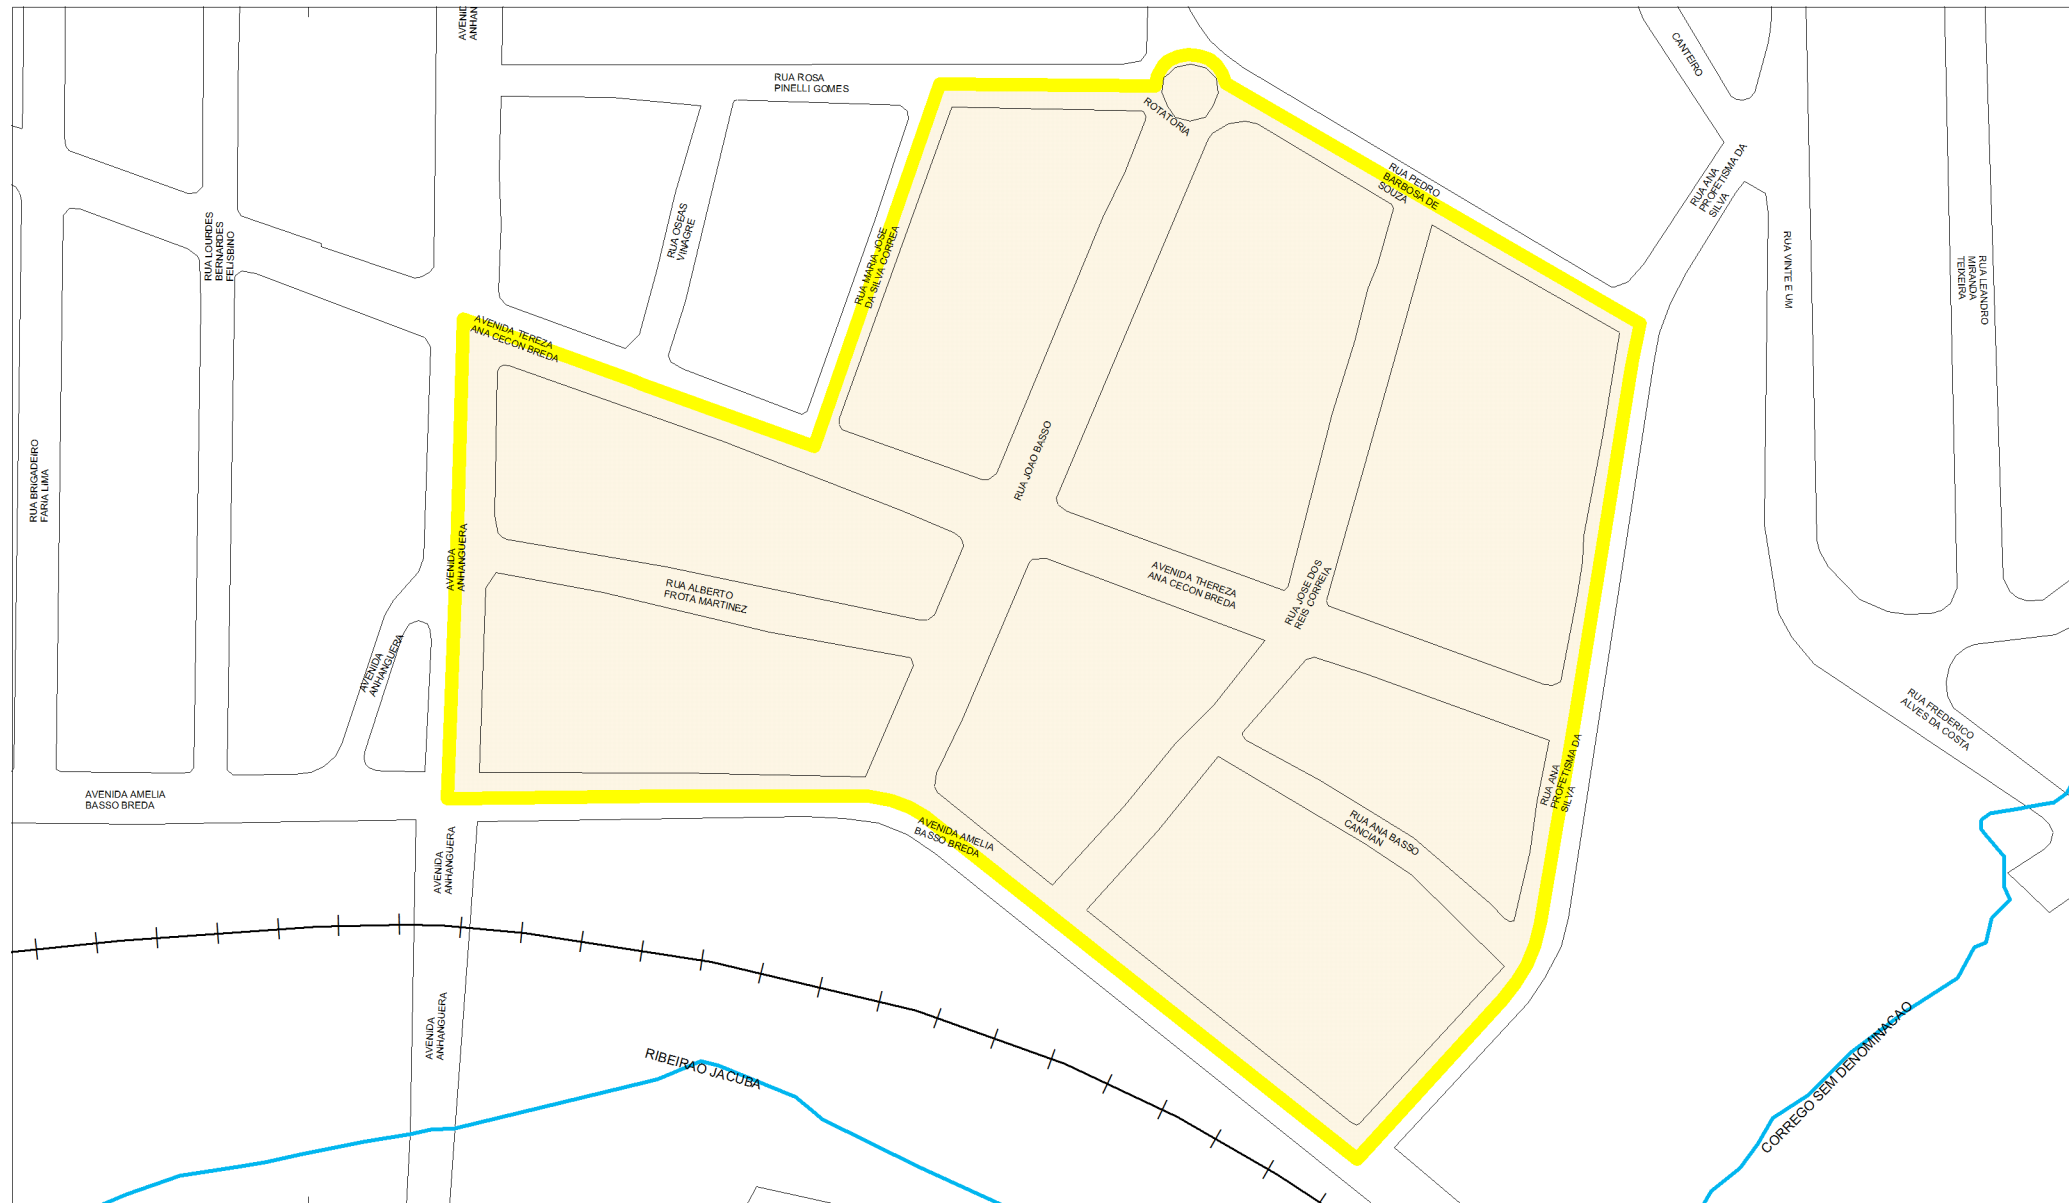 AVENID
ANHAN
CANTEIRO
RUA ROSA
PINELLI GOMES
ROTATORIA
RUA PEDRO
BARBOSA DE
SOUZA
RUA ANA
PROFETISMA DA
SILVA
RUA LOURDES
BERNARDES
FELISBINO
RUA OSEAS
VINAGRE
RUA MARIA JOSE
DA SILVA CORREA
RUA VINTE E UM
RUA LEANDRO
MIRANDA
TEIXEIRA
AVENIDA TEREZA
ANA CECON BREDA
RUA BRIGADEIRO
FARIA LIMA
RUA JOAO BASSO
AVENIDA
ANHANGUERA
RUA ALBERTO
FROTA MARTINEZ
AVENIDA THEREZA
ANA CECON BREDA
RUA JOSE DOS
REIS CORREIA
AVENIDA
ANHANGUERA
RUA FREDERICO
ALVES DA COSTA
RUA ANA
PROFETISMA DA
SILVA
AVENIDA AMELIA
BASSO BREDA
AVENIDA AMELIA
BASSO BREDA
RUA ANA BASSO
CANCIAN
AVENIDA
ANHANGUERA
AVENIDA
ANHANGUERA
RIBEIRAO JACUBA
CORREGO SEM DENOMINACAO